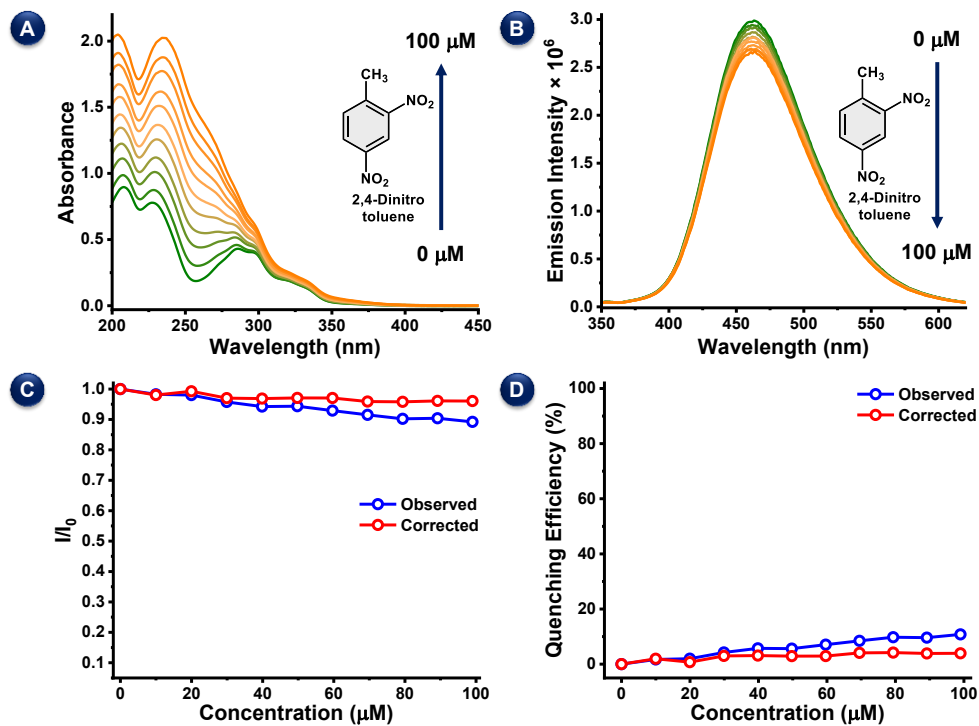 A
Absorbance
2.0
1.5
1.0
0.5
0.0
200
250
300
350
400
450
Wavelength (nm)
100 μM
0 μM
CH3
NO2
NO2
2,4-Dinitro
toluene
B
Emission Intensity × 10⁶
3.0
2.5
2.0
1.5
1.0
0.5
0.0
350
400
450
500
550
600
Wavelength (nm)
0 μM
100 μM
CH3
NO2
NO2
2,4-Dinitro
toluene
C
I/I0
1.0
0.9
0.8
0.7
0.6
0.5
0.4
0.3
0.2
0.1
0
20
40
60
80
100
Concentration (μM)
Observed
Corrected
D
Quenching Efficiency (%)
100
80
60
40
20
0
0
20
40
60
80
100
Concentration (μM)
Observed
Corrected